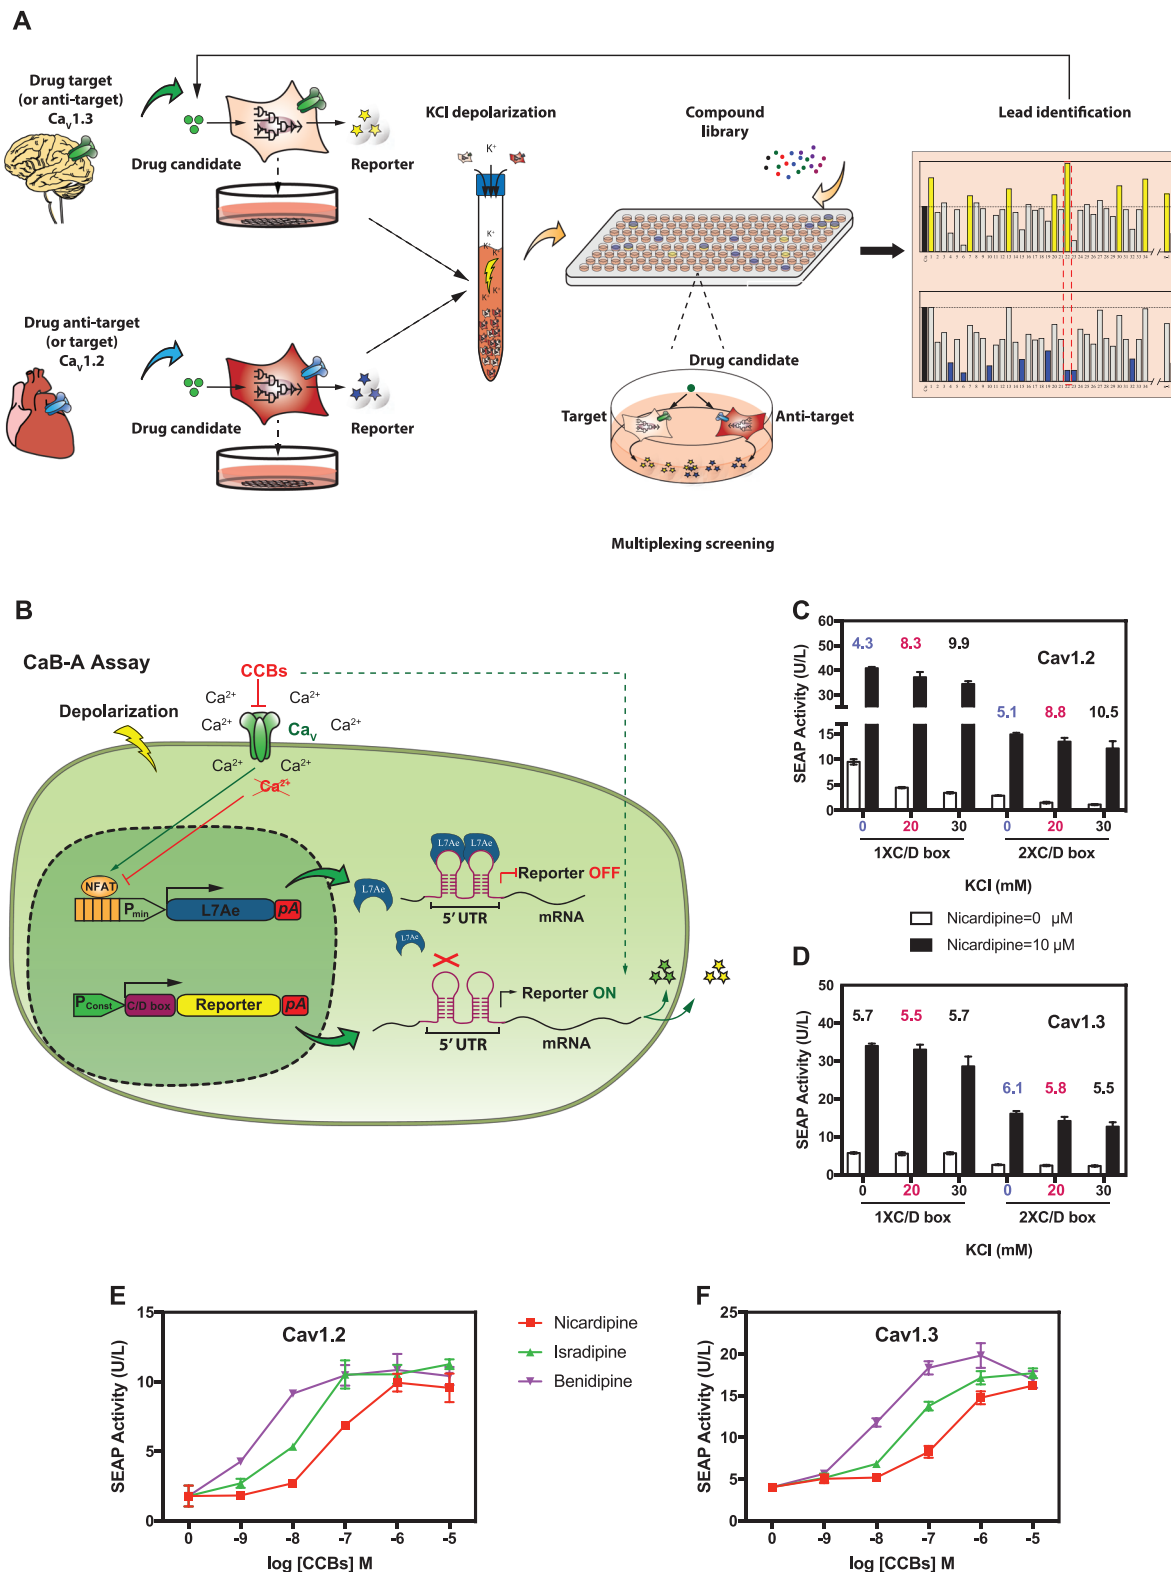 A
Drug target
(or anti-target)
CaV1.3
Drug candidate
Reporter
KCl depolarization
Compound
library
Lead identification
K+
K+
K+
K+
K+
K+
Drug anti-target
(or target)
CaV1.2
Drug candidate
Reporter
Drug candidate
Target
Anti-target
Multiplexing screening
B
CaB-A Assay
CCBs
Ca2+
Ca2+
Depolarization
Ca2+
CaV
Ca2+
Ca2+
Ca2+
Ca2+
NFAT
Pmin
L7Ae
pA
L7Ae
L7Ae
Reporter OFF
5' UTR
mRNA
L7Ae
PConst
C/D box
Reporter
pA
Reporter ON
5' UTR
mRNA
C
60
50
40
30
15
10
5
0
SEAP Activity (U/L)
4.3
8.3
9.9
5.1
8.8
10.5
Cav1.2
0
20
30
0
20
30
1XC/D box
2XC/D box
KCl (mM)
Nicardipine=0 μM
Nicardipine=10 μM
D
50
40
30
20
10
0
SEAP Activity (U/L)
5.7
5.5
5.7
6.1
5.8
5.5
Cav1.3
0
20
30
0
20
30
1XC/D box
2XC/D box
KCl (mM)
E
15
10
5
0
SEAP Activity (U/L)
Cav1.2
0
-9
-8
-7
-6
-5
log [CCBs] M
Nicardipine
Isradipine
Benidipine
F
25
20
15
10
5
0
SEAP Activity (U/L)
Cav1.3
0
-9
-8
-7
-6
-5
log [CCBs] M